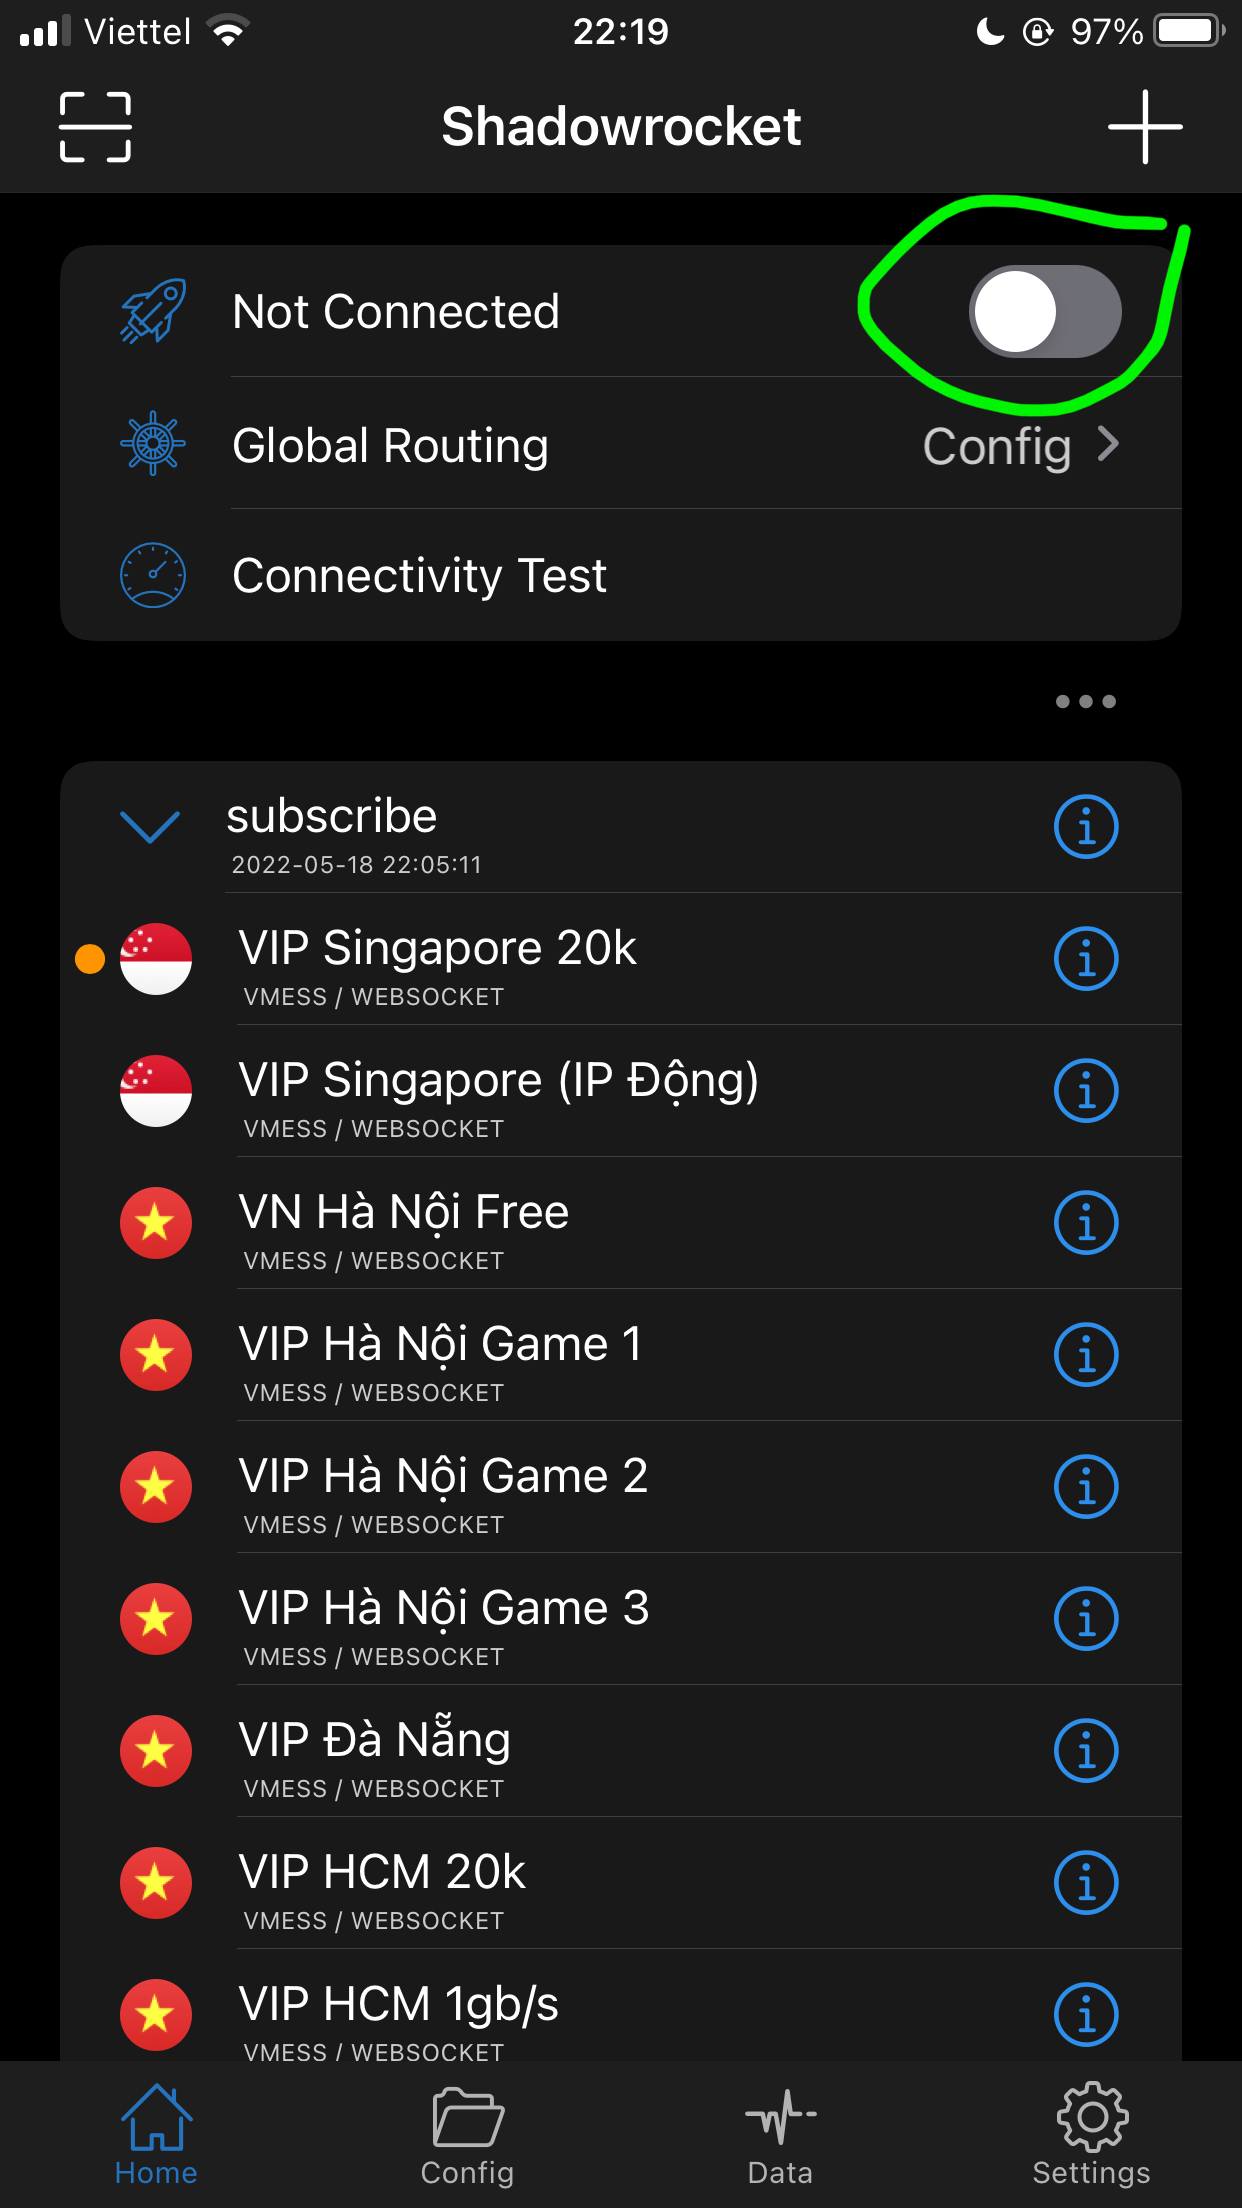 Viettel 22:19 97%
Shadowrocket
Not Connected
Global Routing Config
Connectivity Test
subscribe
2022-05-18 22:05:11
VIP Singapore 20k
VMESS / WEBSOCKET
VIP Singapore (IP Động)
VMESS / WEBSOCKET
VN Hà Nội Free
VMESS / WEBSOCKET
VIP Hà Nội Game 1
VMESS / WEBSOCKET
VIP Hà Nội Game 2
VMESS / WEBSOCKET
VIP Hà Nội Game 3
VMESS / WEBSOCKET
VIP Đà Nẵng
VMESS / WEBSOCKET
VIP HCM 20k
VMESS / WEBSOCKET
VIP HCM 1gb/s
VMESS / WEBSOCKET
Home Config Data Settings